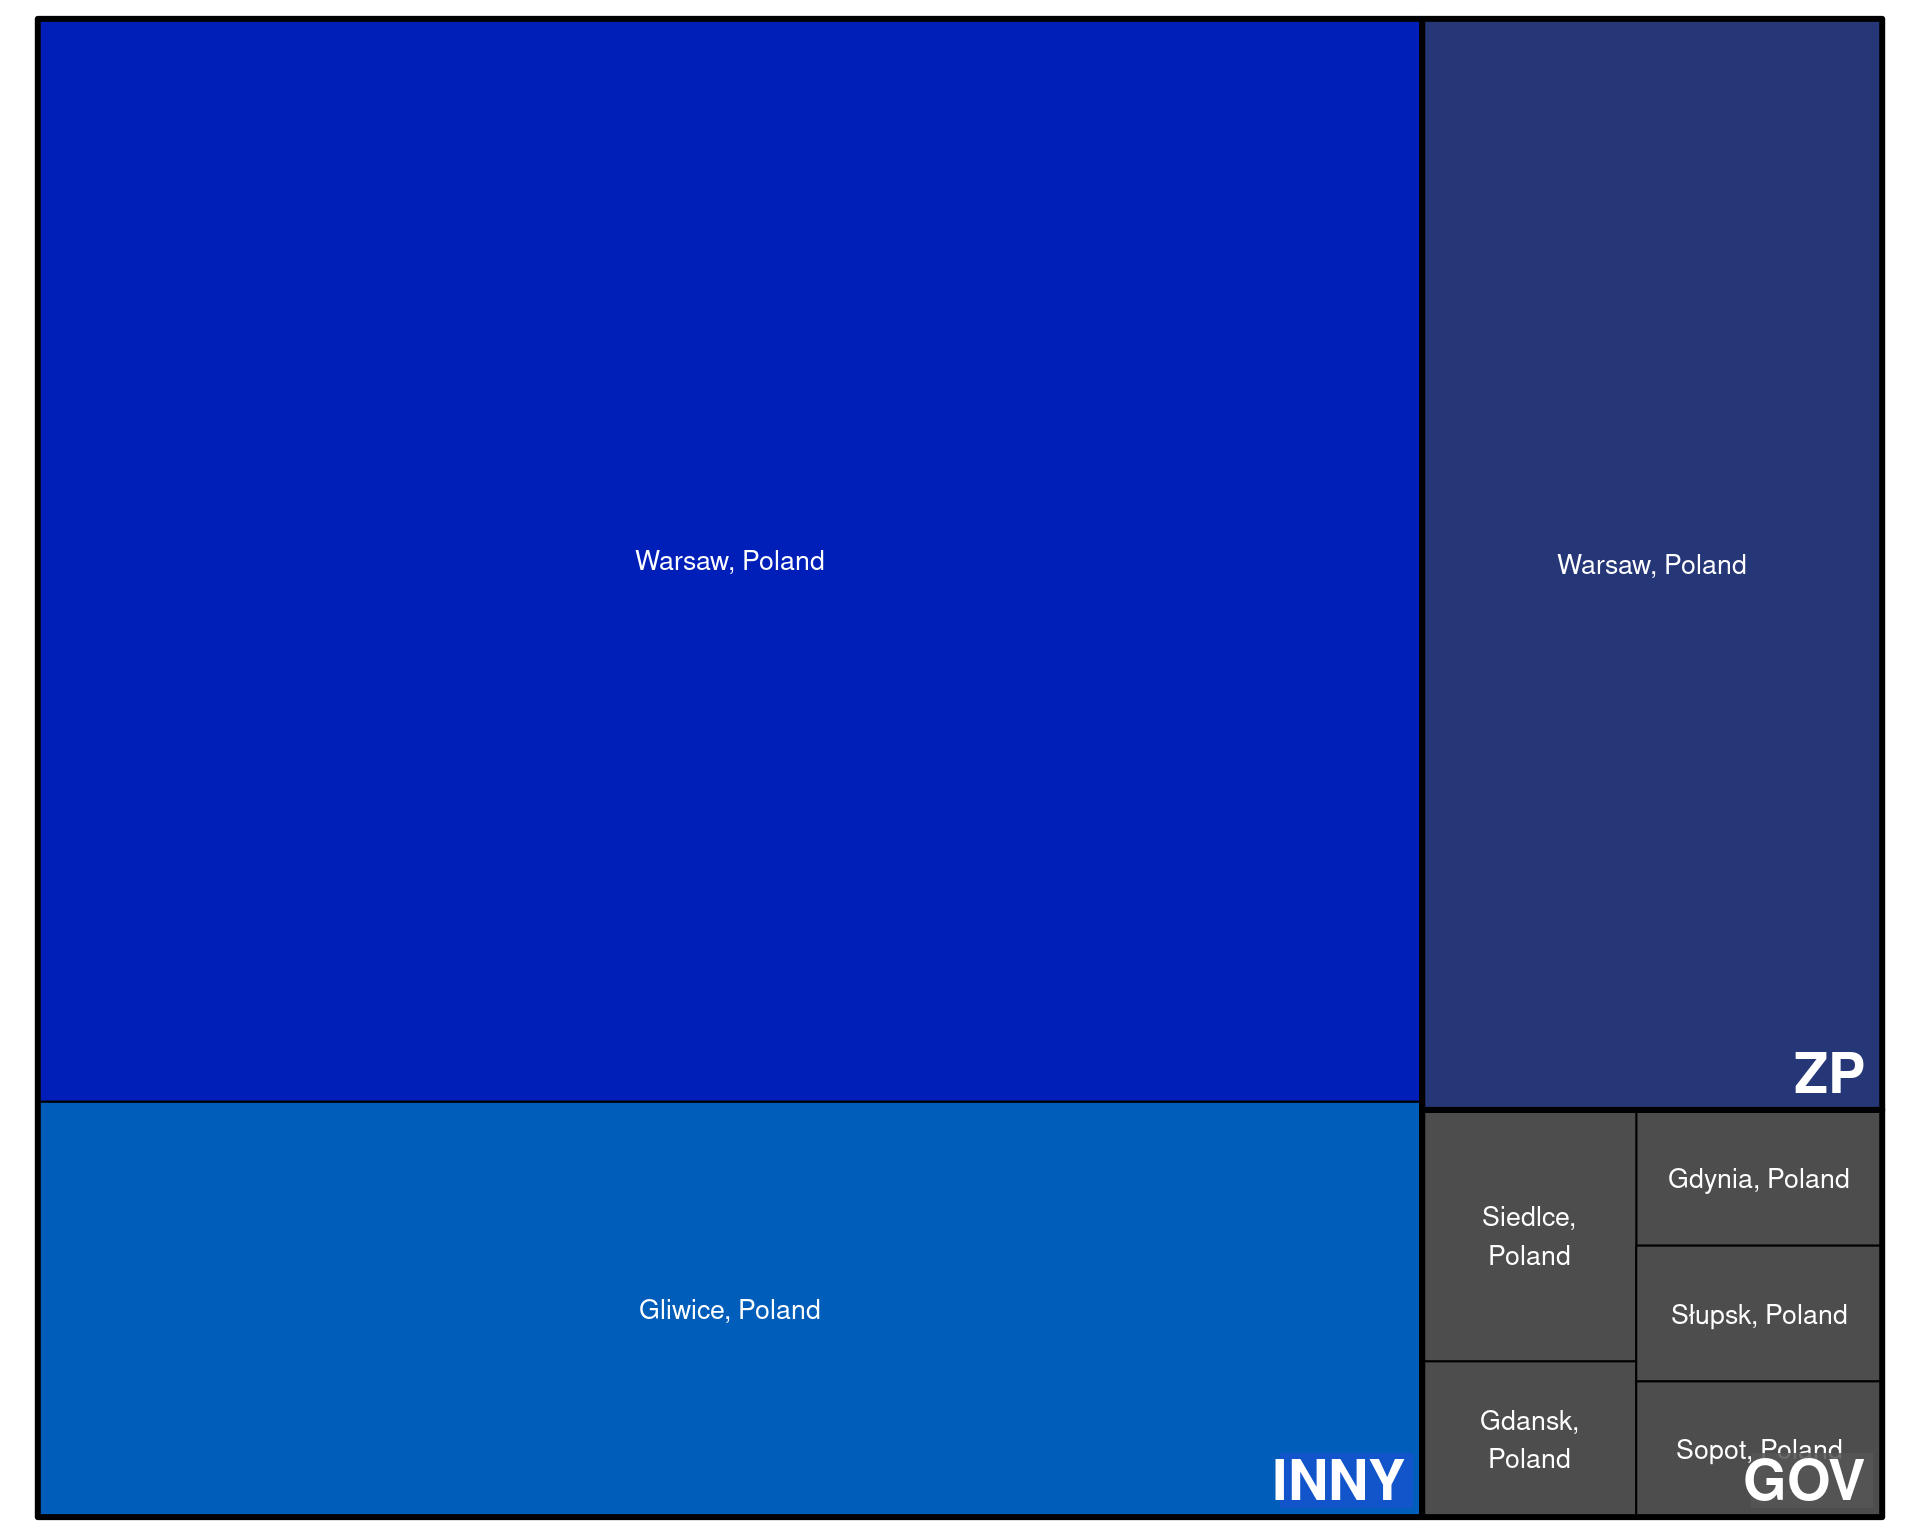 Warsaw, Poland
Gliwice, Poland
INNY
Warsaw, Poland
ZP
Siedlce,
Poland
Gdansk,
Poland
Gdynia, Poland
Słupsk, Poland
Sopot, Poland
GOV